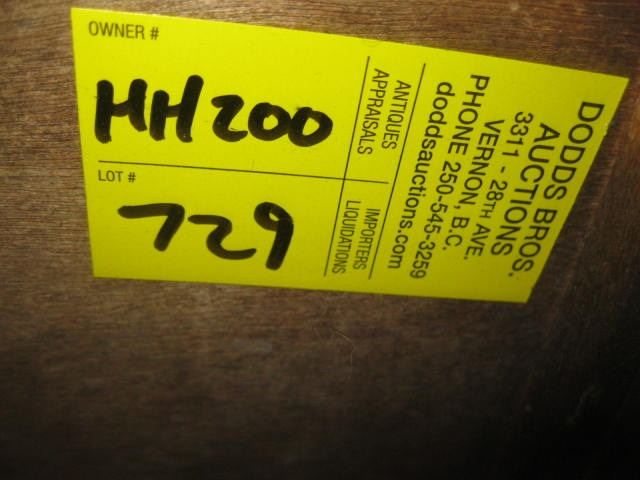 OWNER #
HH200
LOT #
729
ANTIQUES
APPRAISALS
IMPORTERS
LIQUIDATIONS
DODDS BROS.
AUCTIONS
3311 - 28TH AVE.
VERNON, B.C.
PHONE 250-545-3259
doddsauctions.com